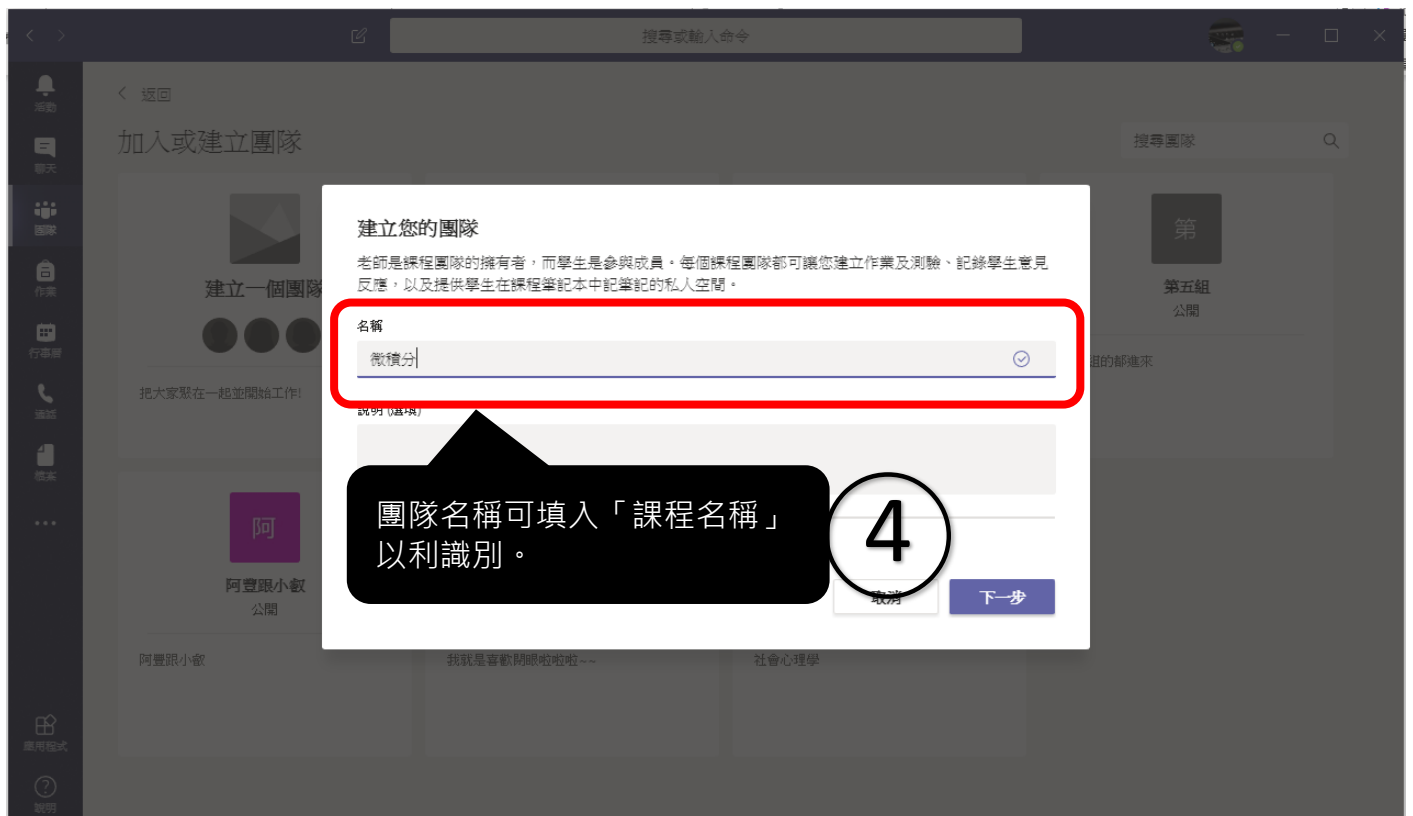 搜尋或輸入命令
活動
聊天
團隊
作業
行事曆
通話
檔案
應用程式
說明
返回
加入或建立團隊
搜尋團隊
建立一個團隊
把大家聚在一起並開始工作!
第
第五組
公開
組的都進來
建立您的團隊
老師是課程團隊的擁有者，而學生是參與成員。每個課程團隊都可讓您建立作業及測驗、記錄學生意見
反應，以及提供學生在課程筆記本中記筆記的私人空間。
名稱
微積分
說明 (選填)
團隊名稱可填入「課程名稱」
以利識別。
4
取消
下一步
阿
阿豐跟小叡
公開
阿豐跟小叡
我就是喜歡開眼啦啦啦~~
社會心理學